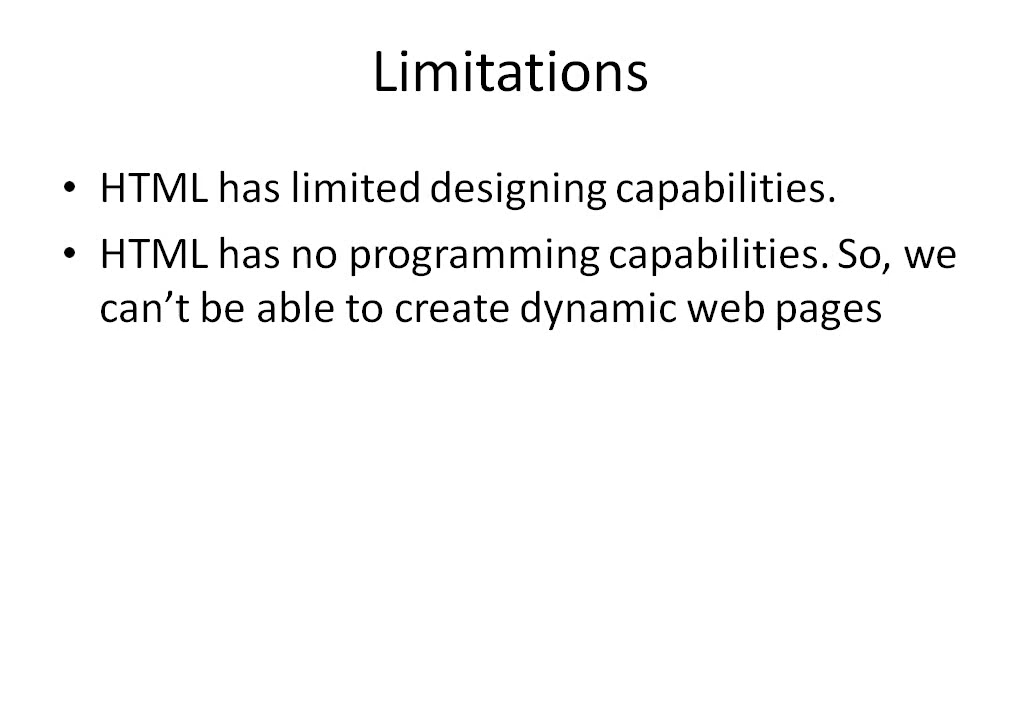 Limitations
• HTML has limited designing capabilities.
• HTML has no programming capabilities. So, we
can’t be able to create dynamic web pages